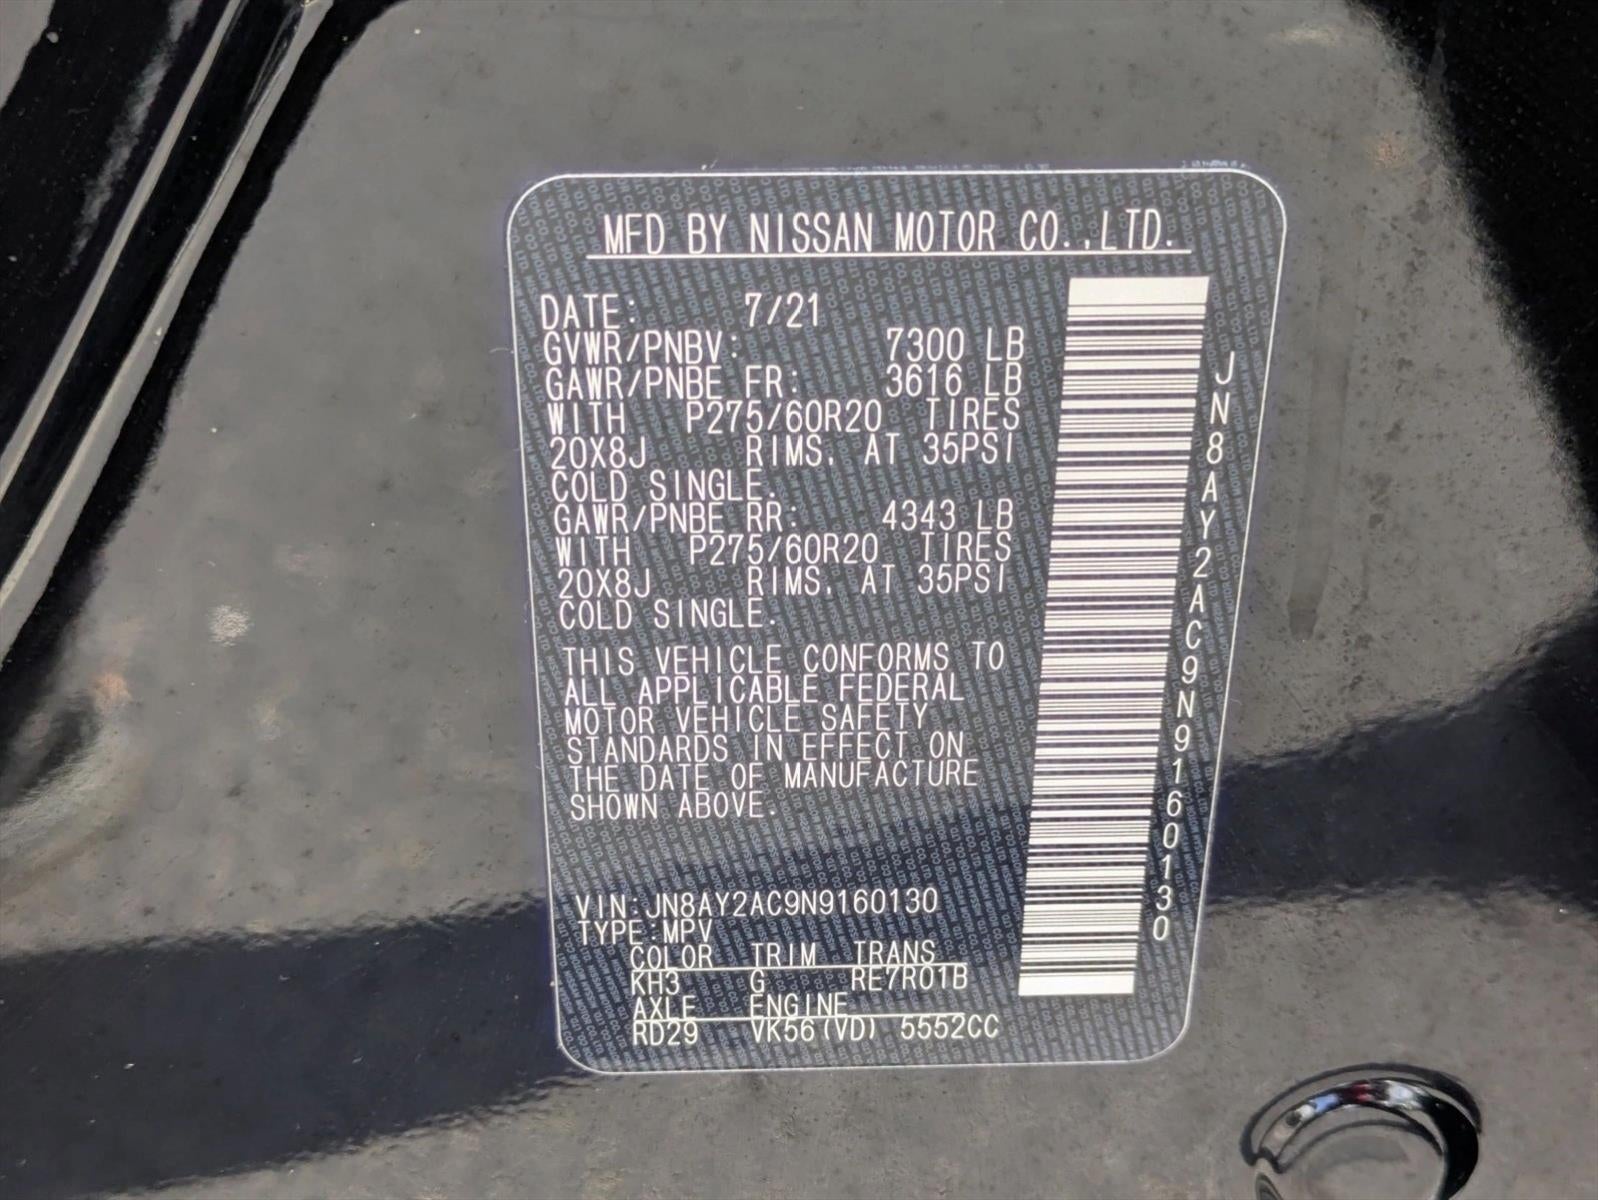 MFD BY NISSAN MOTOR CO.,LTD.
DATE: 7/21
GVWR/PNBV: 7300 LB
GAWR/PNBE FR: 3616 LB
WITH P275/60R20 TIRES
20X8J RIMS. AT 35PSI
COLD SINGLE.
GAWR/PNBE RR: 4343 LB
WITH P275/60R20 TIRES
20X8J RIMS. AT 35PSI
COLD SINGLE.
THIS VEHICLE CONFORMS TO
ALL APPLICABLE FEDERAL
MOTOR VEHICLE SAFETY
STANDARDS IN EFFECT ON
THE DATE OF MANUFACTURE
SHOWN ABOVE.
VIN:JN8AY2AC9N9160130
TYPE:MPV
COLOR TRIM TRANS
KH3 G RE7R01B
AXLE ENGINE
RD29 VK56(VD) 5552CC
JN8AY2AC9N9160130